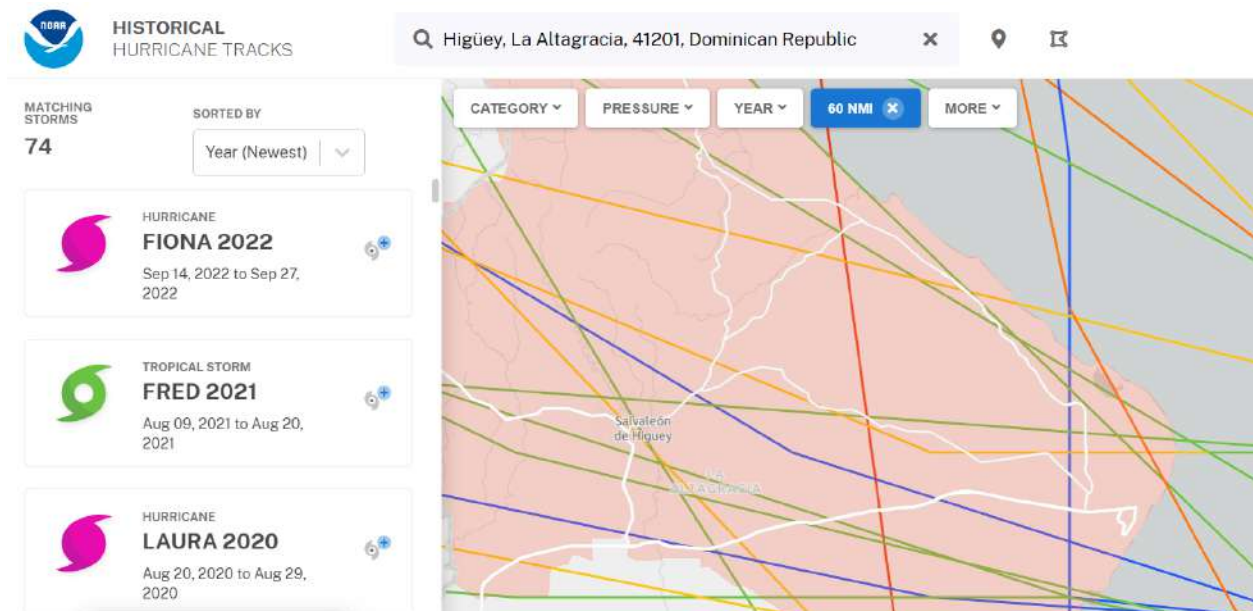 NOAA
HISTORICAL
HURRICANE TRACKS
Higüey, La Altagracia, 41201, Dominican Republic
MATCHING
STORMS
74
SORTED BY
Year (Newest)
CATEGORY
PRESSURE
YEAR
60 NMI
MORE
HURRICANE
FIONA 2022
Sep 14, 2022 to Sep 27,
2022
TROPICAL STORM
FRED 2021
Aug 09, 2021 to Aug 20,
2021
HURRICANE
LAURA 2020
Aug 20, 2020 to Aug 29,
2020
Salvaleón
de Higuey
LA
ALTAGRACIA